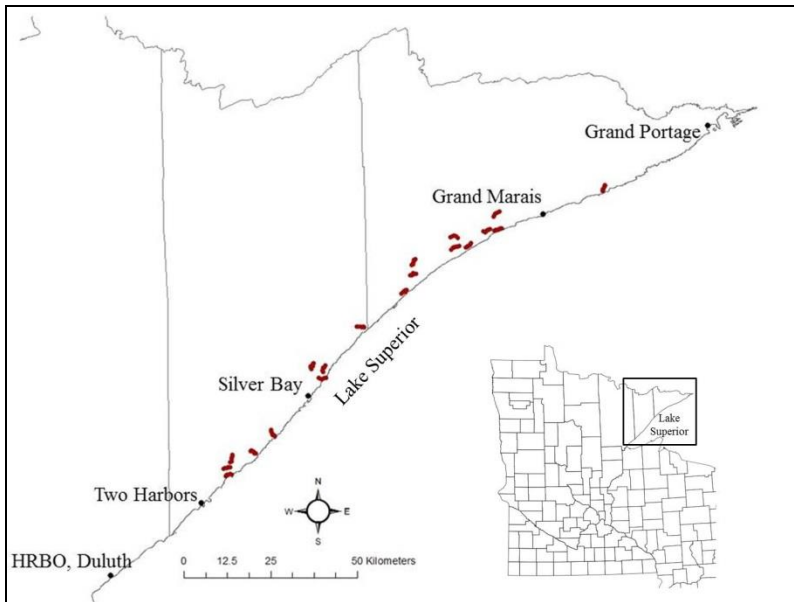 Grand Portage
Grand Marais
Lake Superior
Silver Bay
Lake
Superior
Two Harbors
N
W E
S
HRBO, Duluth
0 12.5 25 50 Kilometers